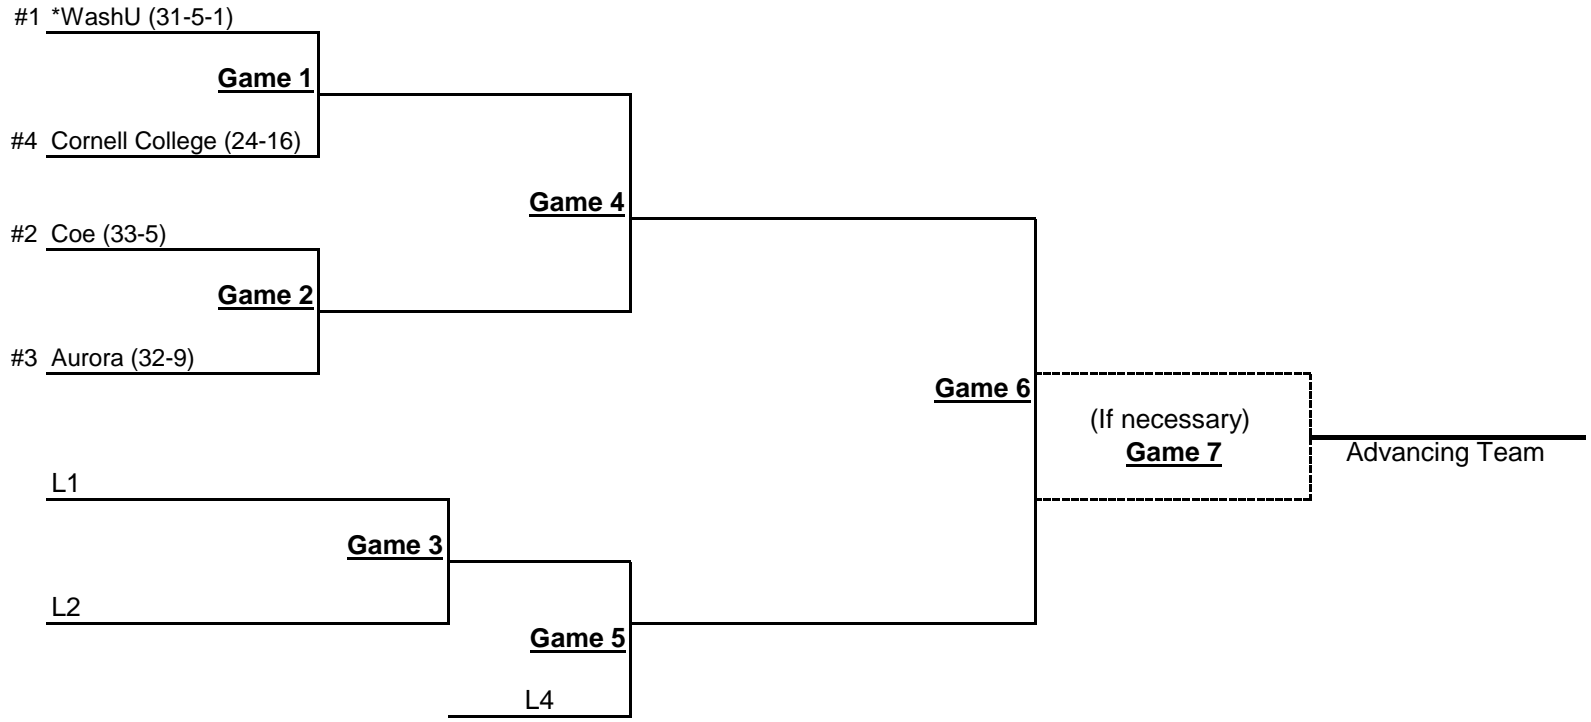 #1 *WashU (31-5-1)
Game 1
#4 Cornell College (24-16)
Game 4
#2 Coe (33-5)
Game 2
#3 Aurora (32-9)
Game 6
(If necessary)
Game 7
Advancing Team
L1
Game 3
L2
Game 5
L4